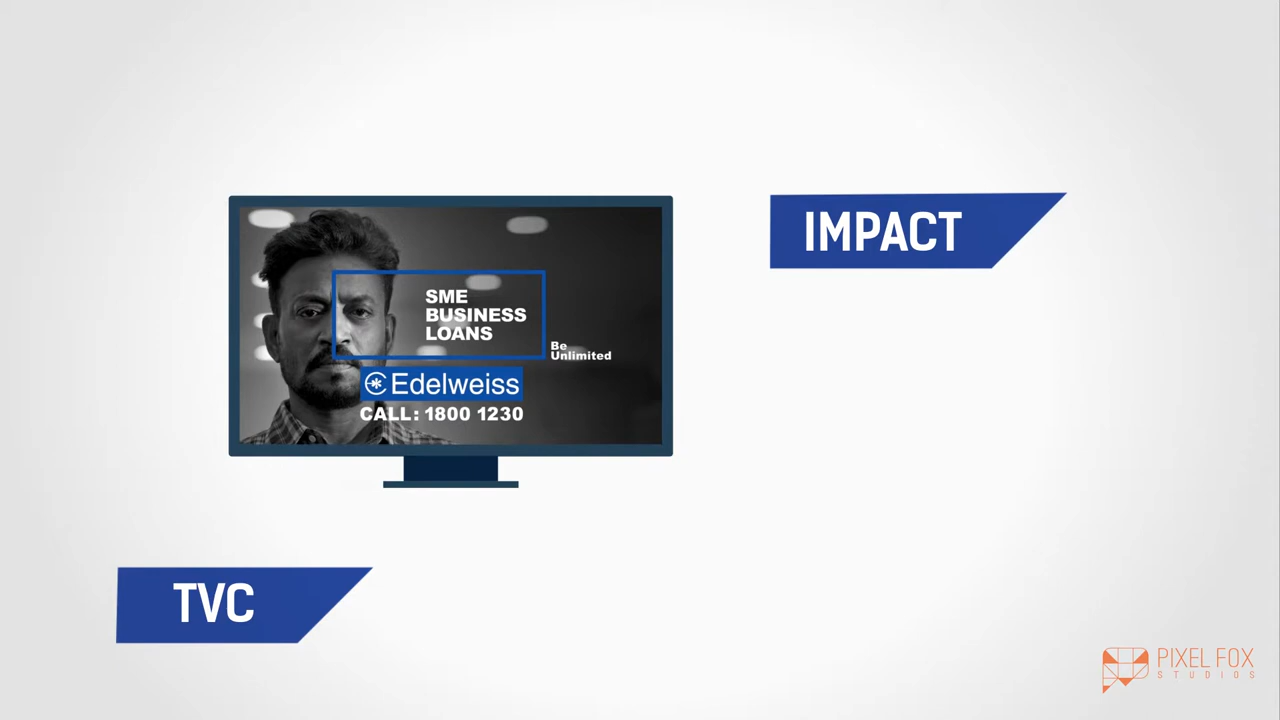 IMPACT
SME
BUSINESS
LOANS
Be
Unlimited
Edelweiss
CALL: 1800 1230
TVC
PIXEL FOX
STUDIOS